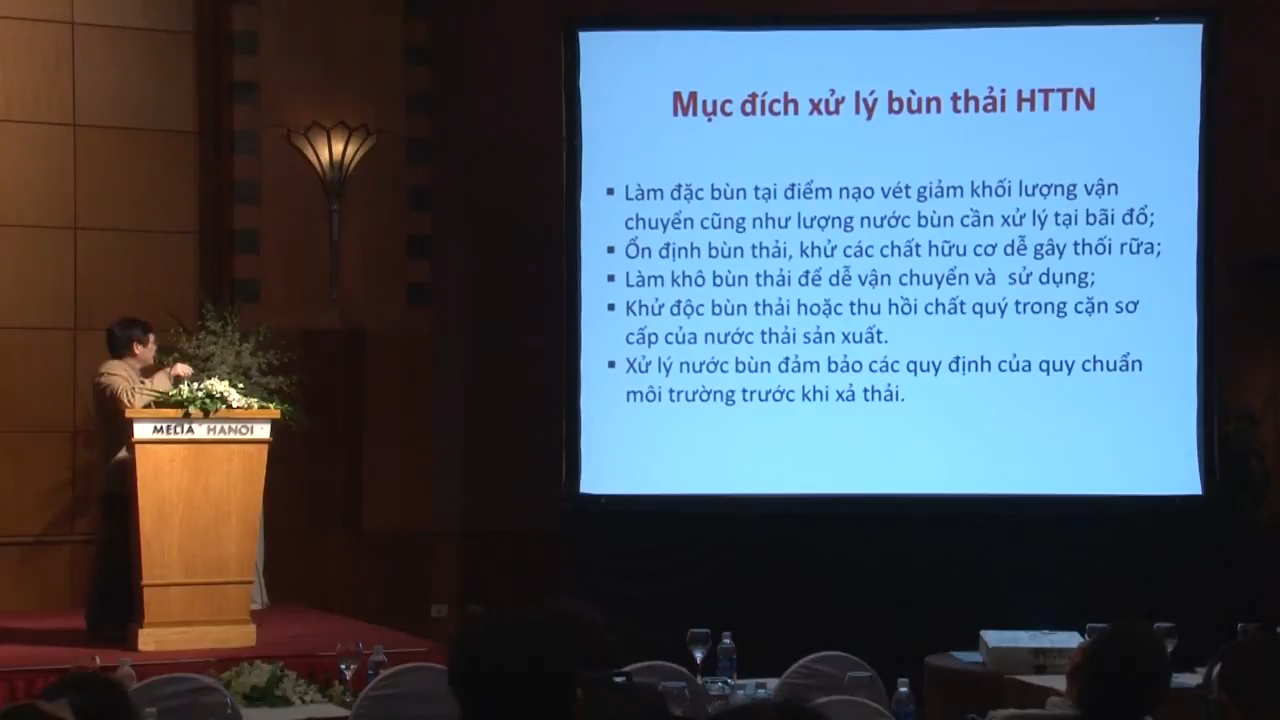 Mục đích xử lý bùn thải HTTN
▪ Làm đặc bùn tại điểm nạo vét giảm khối lượng vận
chuyển cũng như lượng nước bùn cần xử lý tại bãi đổ;
▪ Ổn định bùn thải, khử các chất hữu cơ dễ gây thối rữa;
▪ Làm khô bùn thải để dễ vận chuyển và sử dụng;
▪ Khử độc bùn thải hoặc thu hồi chất quý trong cặn sơ
cấp của nước thải sản xuất.
▪ Xử lý nước bùn đảm bảo các quy định của quy chuẩn
môi trường trước khi xả thải.
MELIÁ HANOI